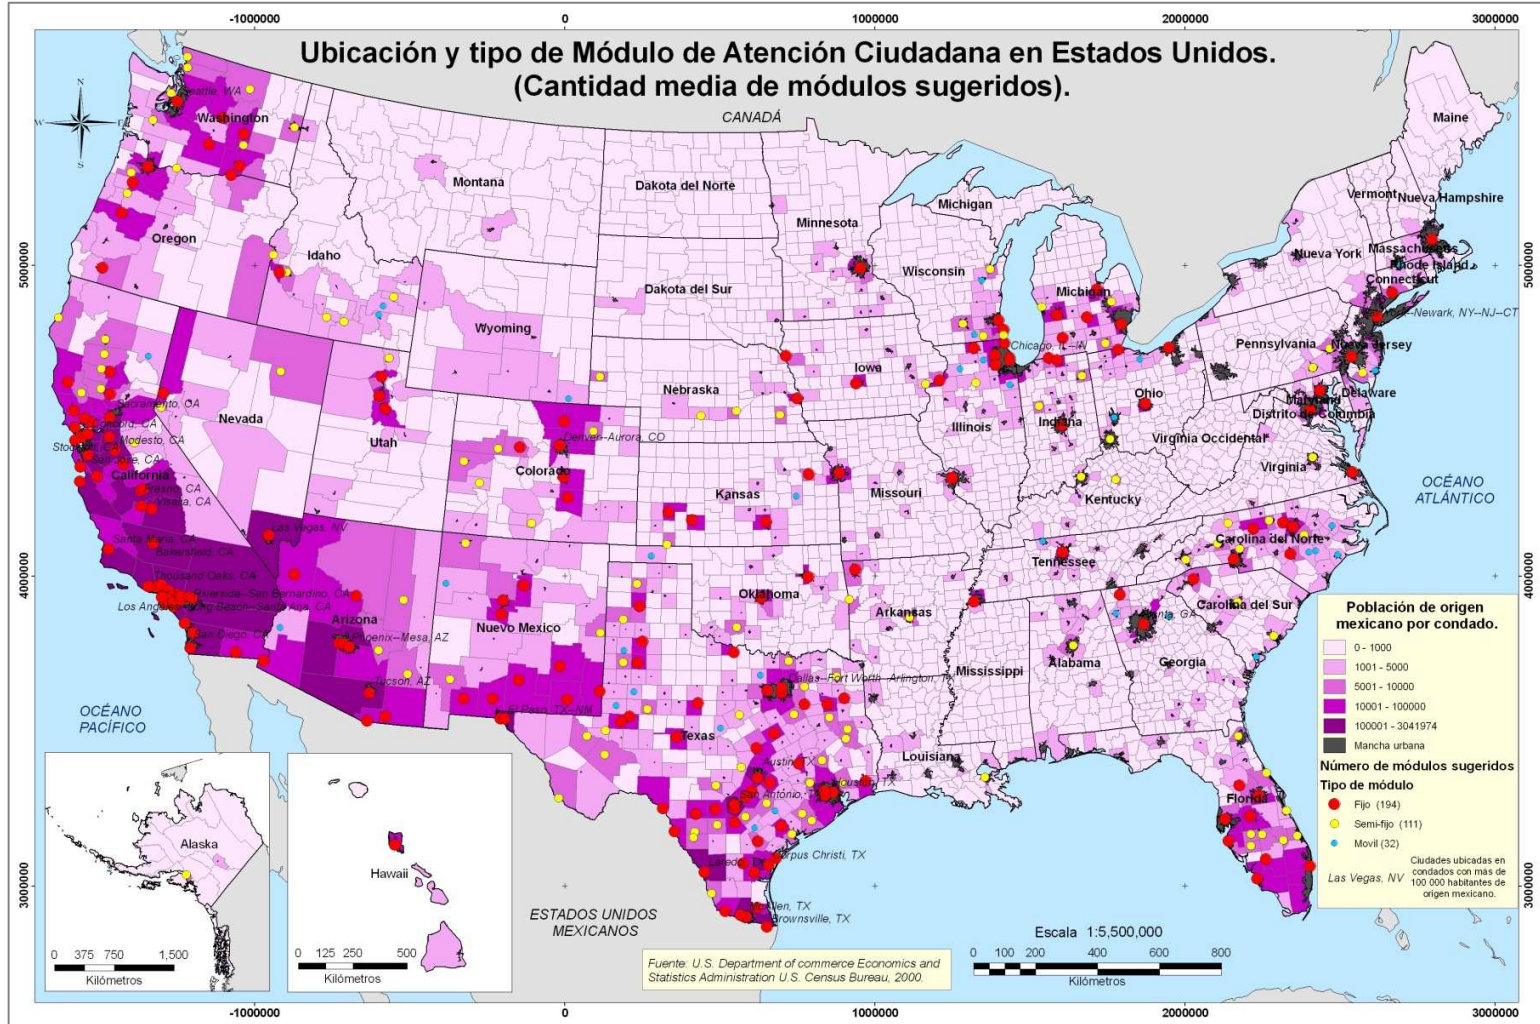 -1000000
0
1000000
2000000
3000000
Ubicación y tipo de Módulo de Atención Ciudadana en Estados Unidos.
(Cantidad media de módulos sugeridos).
CANADÁ
N
W
E
S
5000000
4000000
3000000
5000000
4000000
3000000
Seattle, WA
Washington
Montana
Dakota del Norte
Minnesota
Michigan
Maine
Vermont
Nueva Hampshire
Oregon
Idaho
Wisconsin
Nueva York
Massachusetts
Rhode Island
Connecticut
Dakota del Sur
Michigan
Wyoming
York--Newark, NY--NJ--CT
Chicago, IL--IN
Pennsylvania
Nueva Jersey
Nebraska
Iowa
Ohio
Delaware
Maryland
Distrito de Columbia
Sacramento, CA
Nevada
Utah
Concord, CA
Modesto, CA
Stockton, CA
San Jose, CA
California
Fresno, CA
Visalia, CA
Denver--Aurora, CO
Colorado
Illinois
Indiana
Virginia Occidental
Virginia
Kansas
Missouri
Kentucky
OCÉANO
ATLÁNTICO
Las Vegas, NV
Santa Maria, CA
Bakersfield, CA
Carolina del Norte
Tennessee
Thousand Oaks, CA
Riverside--San Bernardino, CA
Los Angeles--Long Beach--Santa Ana, CA
San Diego, CA
Arizona
Phoenix--Mesa, AZ
Tucson, AZ
Nuevo Mexico
Oklahoma
Arkansas
Carolina del Sur
Atlanta, GA
Mississippi
Alabama
Georgia
OCÉANO
PACÍFICO
El Paso, TX--NM
Dallas--Fort Worth--Arlington, T
Texas
Louisiana
Austin, TX
Houston, TX
San Antonio, TX
Florida
Corpus Christi, TX
Laredo, TX
McAllen, TX
Brownsville, TX
ESTADOS UNIDOS
MEXICANOS
Alaska
0 375 750 1,500
Kilómetros
Hawaii
0 125 250 500
Kilómetros
Población de origen
mexicano por condado.
0 - 1000
1001 - 5000
5001 - 10000
10001 - 100000
100001 - 3041974
Mancha urbana
Número de módulos sugeridos
Tipo de módulo
Fijo (194)
Semi-fijo (111)
Movil (32)
Las Vegas, NV
Ciudades ubicadas en
condados con más de
100 000 habitantes de
origen mexicano.
Fuente: U.S. Department of commerce Economics and
Statistics Administration U.S. Census Bureau, 2000.
Escala 1:5,500,000
0 100 200 400 600 800
Kilómetros
-1000000
0
1000000
2000000
3000000